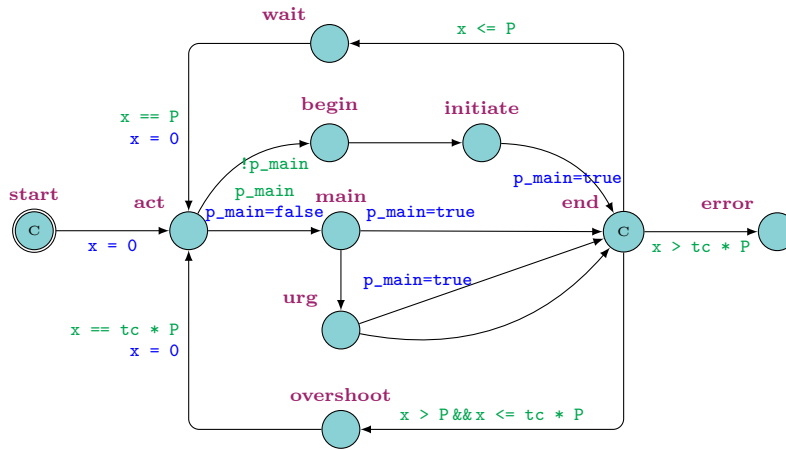 wait
x <= P
begin
initiate
x == P
x = 0
!p_main
p_main=true
start
act
p_main
main
end
error
p_main=false
p_main=true
C
C
x = 0
x > tc * P
p_main=true
urg
x == tc * P
x = 0
overshoot
x > P && x <= tc * P